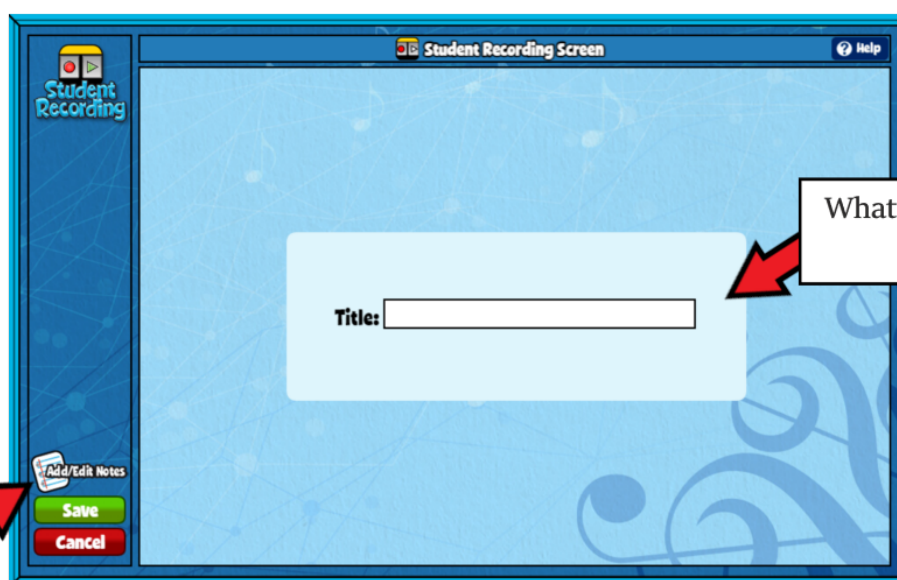 Student Recording Screen
Help
Student
Recording
What
Title:
Add/Edit Notes
Save
Cancel